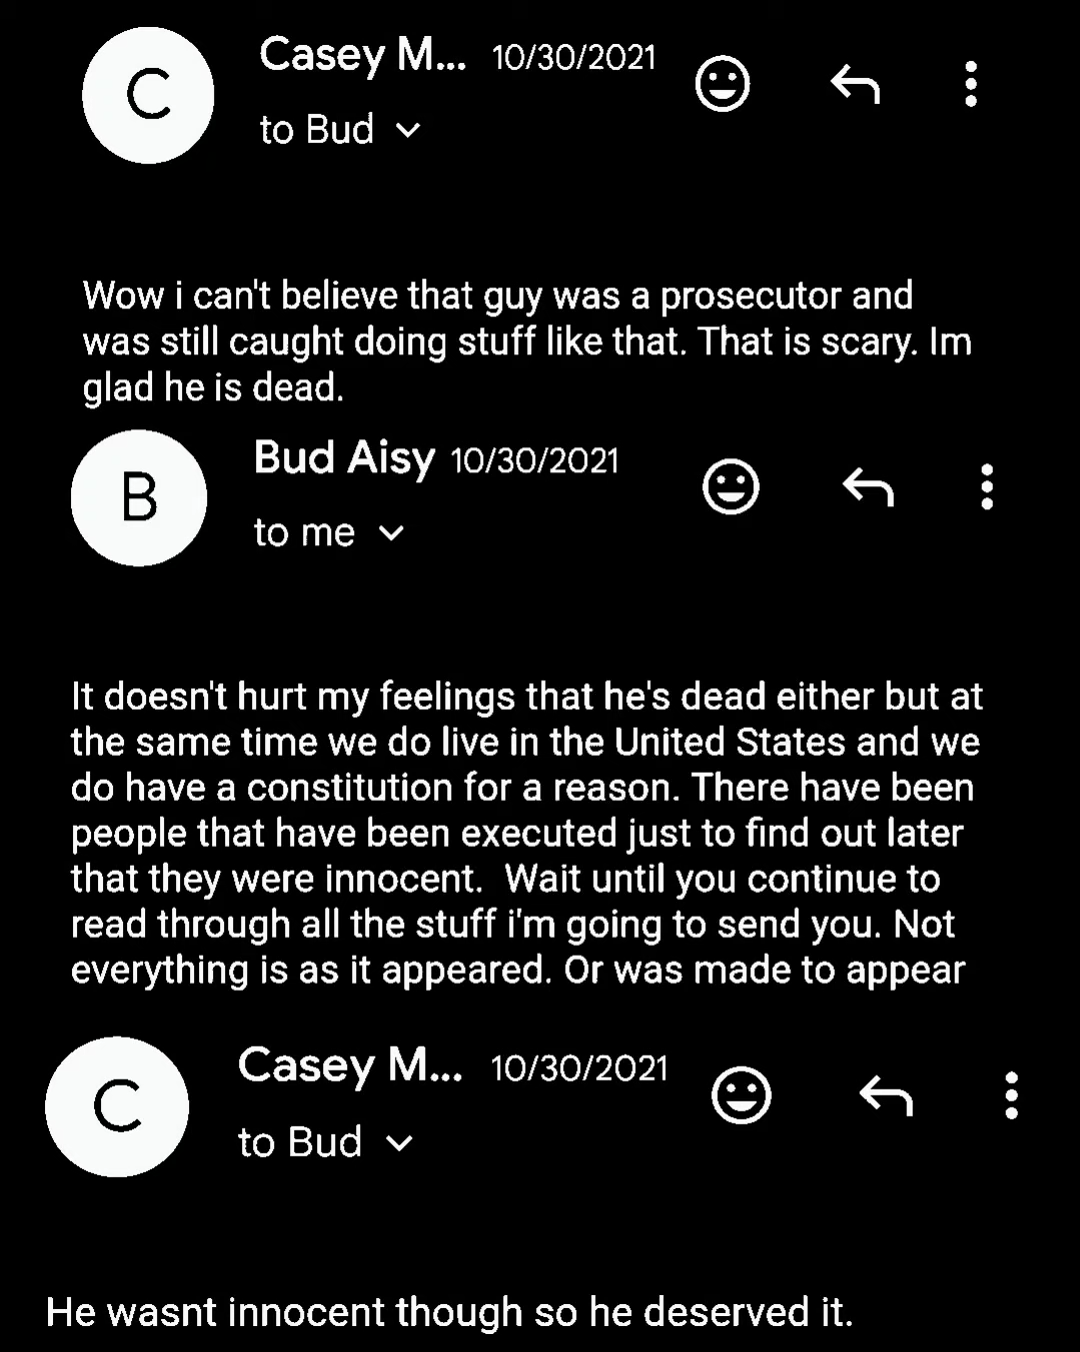 C
Casey M... 10/30/2021
to Bud
Wow i can't believe that guy was a prosecutor and
was still caught doing stuff like that. That is scary. Im
glad he is dead.
B
Bud Aisy 10/30/2021
to me
It doesn't hurt my feelings that he's dead either but at
the same time we do live in the United States and we
do have a constitution for a reason. There have been
people that have been executed just to find out later
that they were innocent.  Wait until you continue to
read through all the stuff i'm going to send you. Not
everything is as it appeared. Or was made to appear
C
Casey M... 10/30/2021
to Bud
He wasnt innocent though so he deserved it.